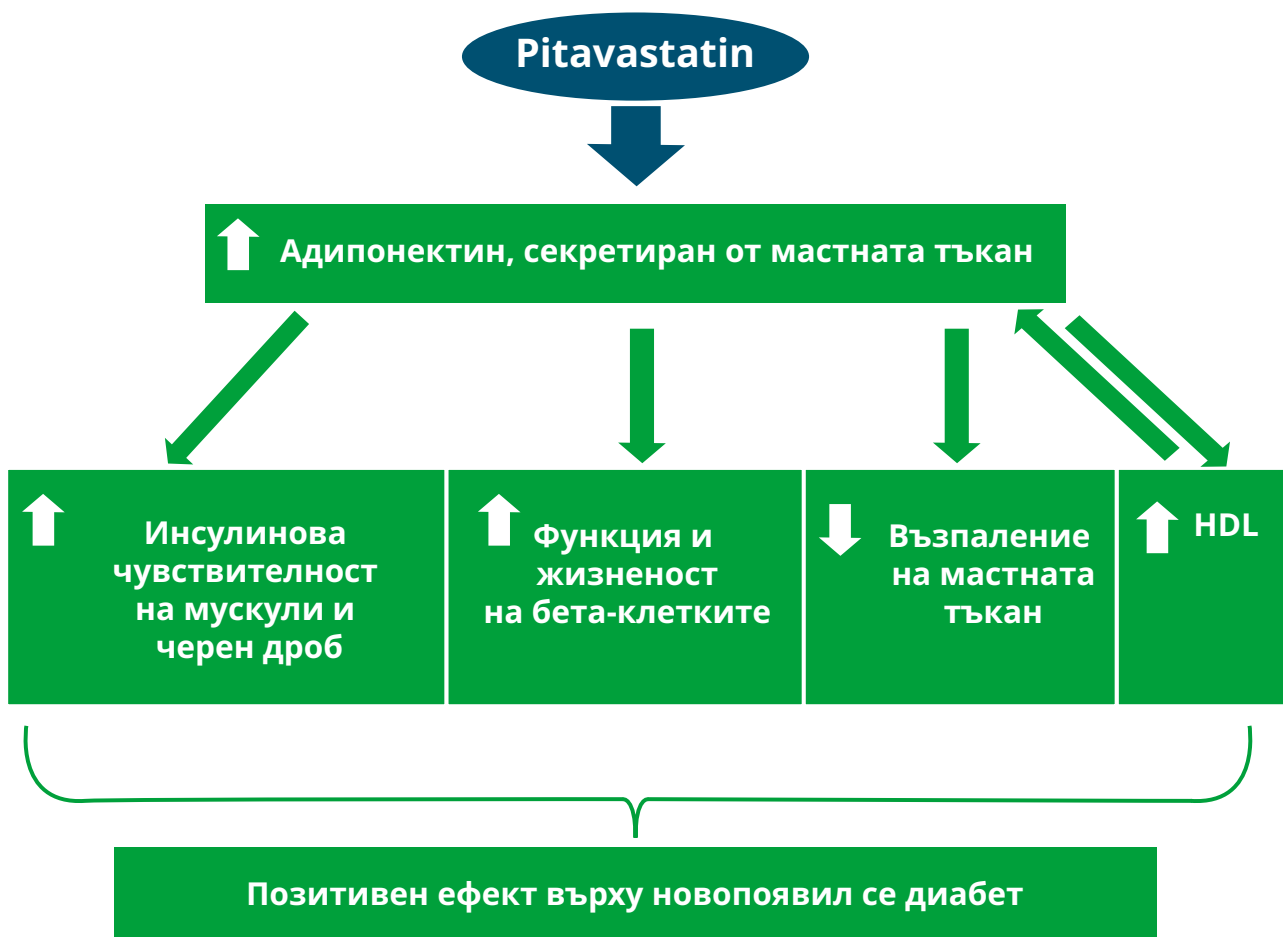 Pitavastatin
Адипонектин, секретиран от мастната тъкан
Инсулинова
чувствителност
на мускули и
черен дроб
Функция и
жизненост
на бета-клетките
Възпаление
на мастната
тъкан
HDL
Позитивен ефект върху новопоявил се диабет